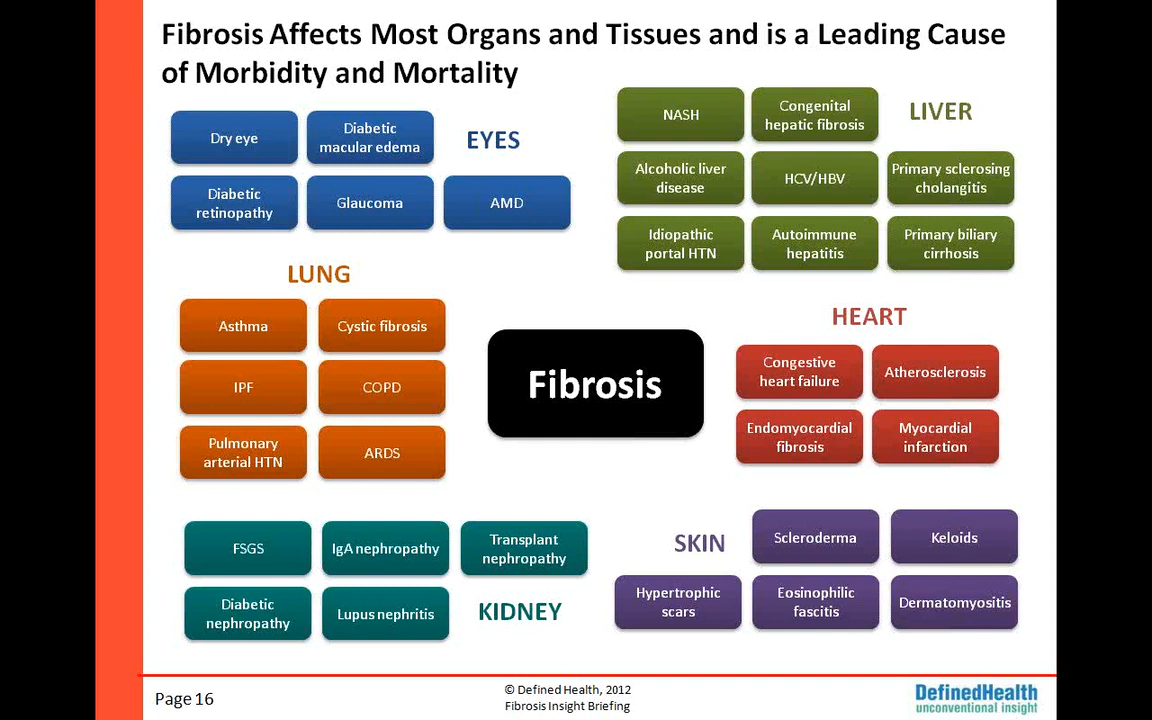 Fibrosis Affects Most Organs and Tissues and is a Leading Cause
of Morbidity and Mortality
EYES
Dry eye
Diabetic
macular edema
Diabetic
retinopathy
Glaucoma
AMD
LIVER
NASH
Congenital
hepatic fibrosis
Alcoholic liver
disease
HCV/HBV
Primary sclerosing
cholangitis
Idiopathic
portal HTN
Autoimmune
hepatitis
Primary biliary
cirrhosis
LUNG
Asthma
Cystic fibrosis
IPF
COPD
Pulmonary
arterial HTN
ARDS
Fibrosis
HEART
Congestive
heart failure
Atherosclerosis
Endomyocardial
fibrosis
Myocardial
infarction
FSGS
IgA nephropathy
Transplant
nephropathy
Diabetic
nephropathy
Lupus nephritis
KIDNEY
SKIN
Scleroderma
Keloids
Hypertrophic
scars
Eosinophilic
fascitis
Dermatomyositis
Page 16
© Defined Health, 2012
Fibrosis Insight Briefing
DefinedHealth
unconventional insight